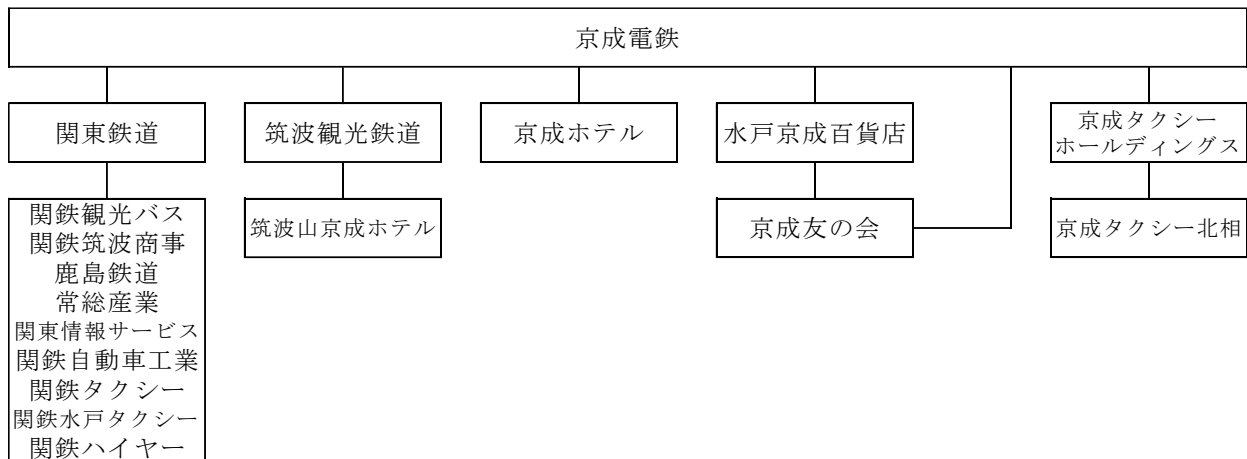 京成電鉄
関東鉄道
筑波観光鉄道
京成ホテル
水戸京成百貨店
京成タクシー
ホールディングス
関鉄観光バス
関鉄筑波商事
鹿島鉄道
常総産業
関東情報サービス
関鉄自動車工業
関鉄タクシー
関鉄水戸タクシー
関鉄ハイヤー
筑波山京成ホテル
京成友の会
京成タクシー北相